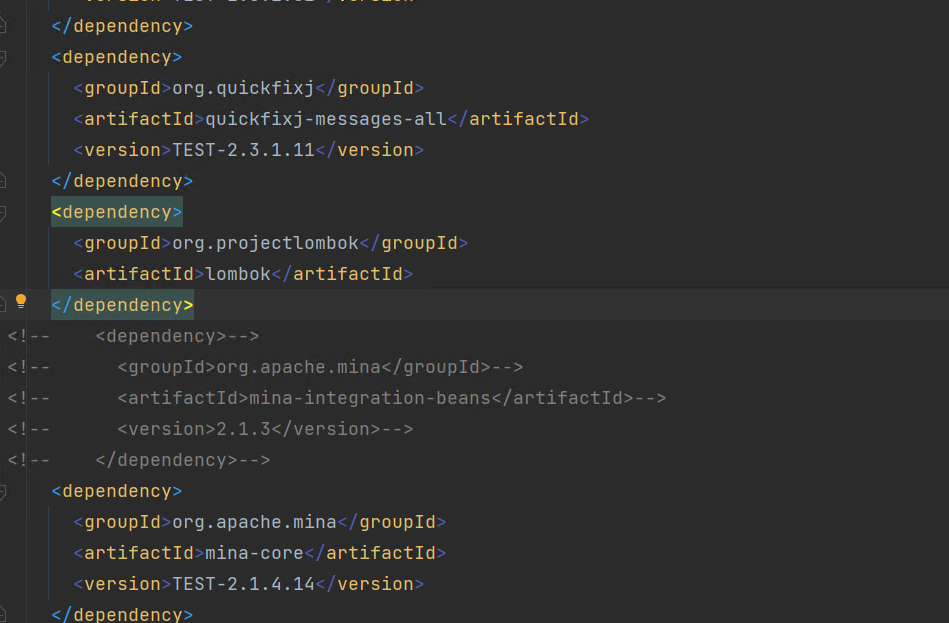 </dependency>
<dependency>
<groupId>org.quickfixj</groupId>
<artifactId>quickfixj-messages-all</artifactId>
<version>TEST-2.3.1.11</version>
</dependency>
<dependency>
<groupId>org.projectlombok</groupId>
<artifactId>lombok</artifactId>
</dependency>
<!--    <dependency>-->
<!--      <groupId>org.apache.mina</groupId>-->
<!--      <artifactId>mina-integration-beans</artifactId>-->
<!--      <version>2.1.3</version>-->
<!--    </dependency>-->
<dependency>
<groupId>org.apache.mina</groupId>
<artifactId>mina-core</artifactId>
<version>TEST-2.1.4.14</version>
</dependency>